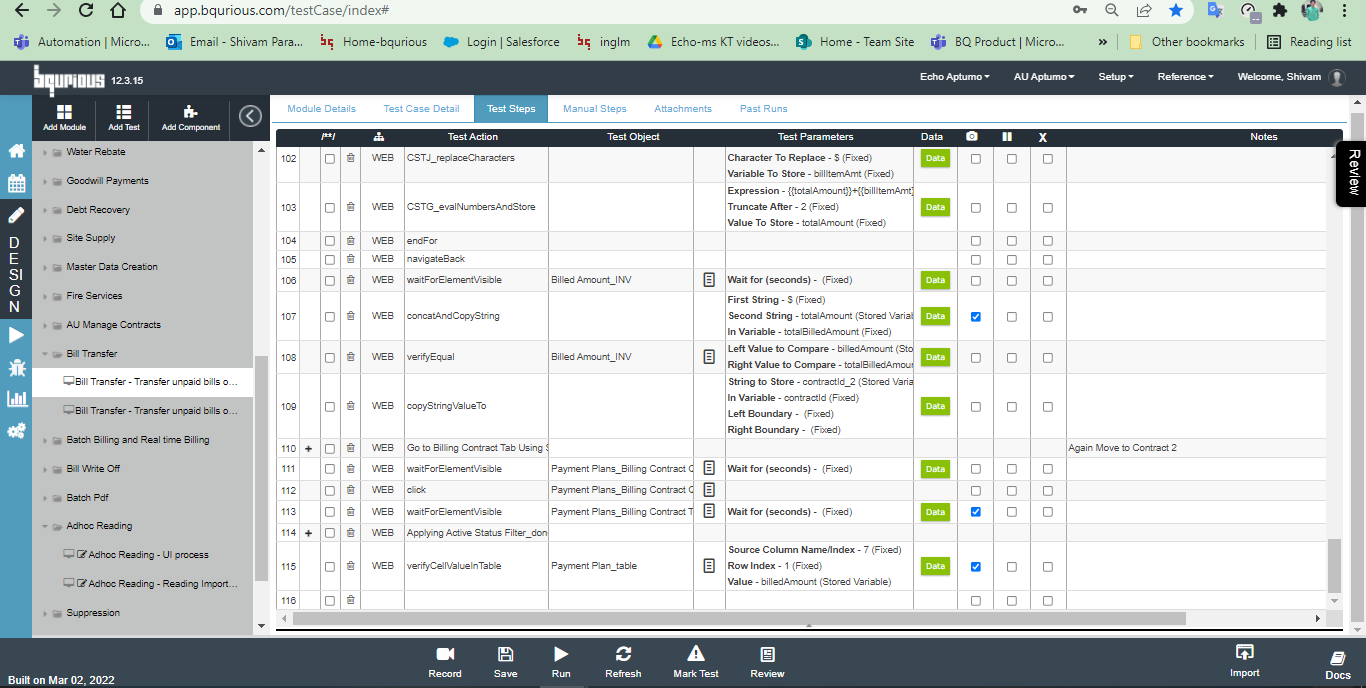 app.bqurious.com/testCase/index#
Automation | Micro... Email - Shivam Para... Home-bqurious Login | Salesforce inglm Echo-ms KT videos... Home - Team Site BQ Product | Micro... » Other bookmarks Reading list
bqurious 12.3.15 Echo Aptumo AU Aptumo Setup Reference Welcome, Shivam
Add Module Add Test Add Component
Module Details Test Case Detail Test Steps Manual Steps Attachments Past Runs
/**/ Test Action Test Object Test Parameters Data X Notes
DESIGN
Water Rebate
Goodwill Payments
Debt Recovery
Site Supply
Master Data Creation
Fire Services
AU Manage Contracts
Bill Transfer
Bill Transfer - Transfer unpaid bills o...
Bill Transfer - Transfer unpaid bills o...
Batch Billing and Real time Billing
Bill Write Off
Batch Pdf
Adhoc Reading
Adhoc Reading - UI process
Adhoc Reading - Reading Import...
Suppression
102 WEB CSTJ_replaceCharacters Character To Replace - $ (Fixed) Data
Variable To Store - billItemAmt (Fixed)
Expression - {{totalAmount}}+{{billItemAmt}
103 WEB CSTG_evalNumbersAndStore Truncate After - 2 (Fixed) Data
Value To Store - totalAmount (Fixed)
104 WEB endFor
105 WEB navigateBack
106 WEB waitForElementVisible Billed Amount_INV Wait for (seconds) - (Fixed) Data
First String - $ (Fixed)
107 WEB concatAndCopyString Second String - totalAmount (Stored Variab Data
In Variable - totalBilledAmount (Fixed)
108 WEB verifyEqual Billed Amount_INV Left Value to Compare - billedAmount (Sto Data
Right Value to Compare - totalBilledAmoun
String to Store - contractId_2 (Stored Varia
109 WEB copyStringValueTo In Variable - contractId (Fixed) Data
Left Boundary - (Fixed)
Right Boundary - (Fixed)
110 + WEB Go to Billing Contract Tab Using S Again Move to Contract 2
111 WEB waitForElementVisible Payment Plans_Billing Contract C Wait for (seconds) - (Fixed) Data
112 WEB click Payment Plans_Billing Contract C
113 WEB waitForElementVisible Payment Plans_Billing Contract T Wait for (seconds) - (Fixed) Data
114 + WEB Applying Active Status Filter_don
Source Column Name/Index - 7 (Fixed)
115 WEB verifyCellValueInTable Payment Plan_table Row Index - 1 (Fixed) Data
Value - billedAmount (Stored Variable)
116
Review
Record Save Run Refresh Mark Test Review Import Docs
Built on Mar 02, 2022